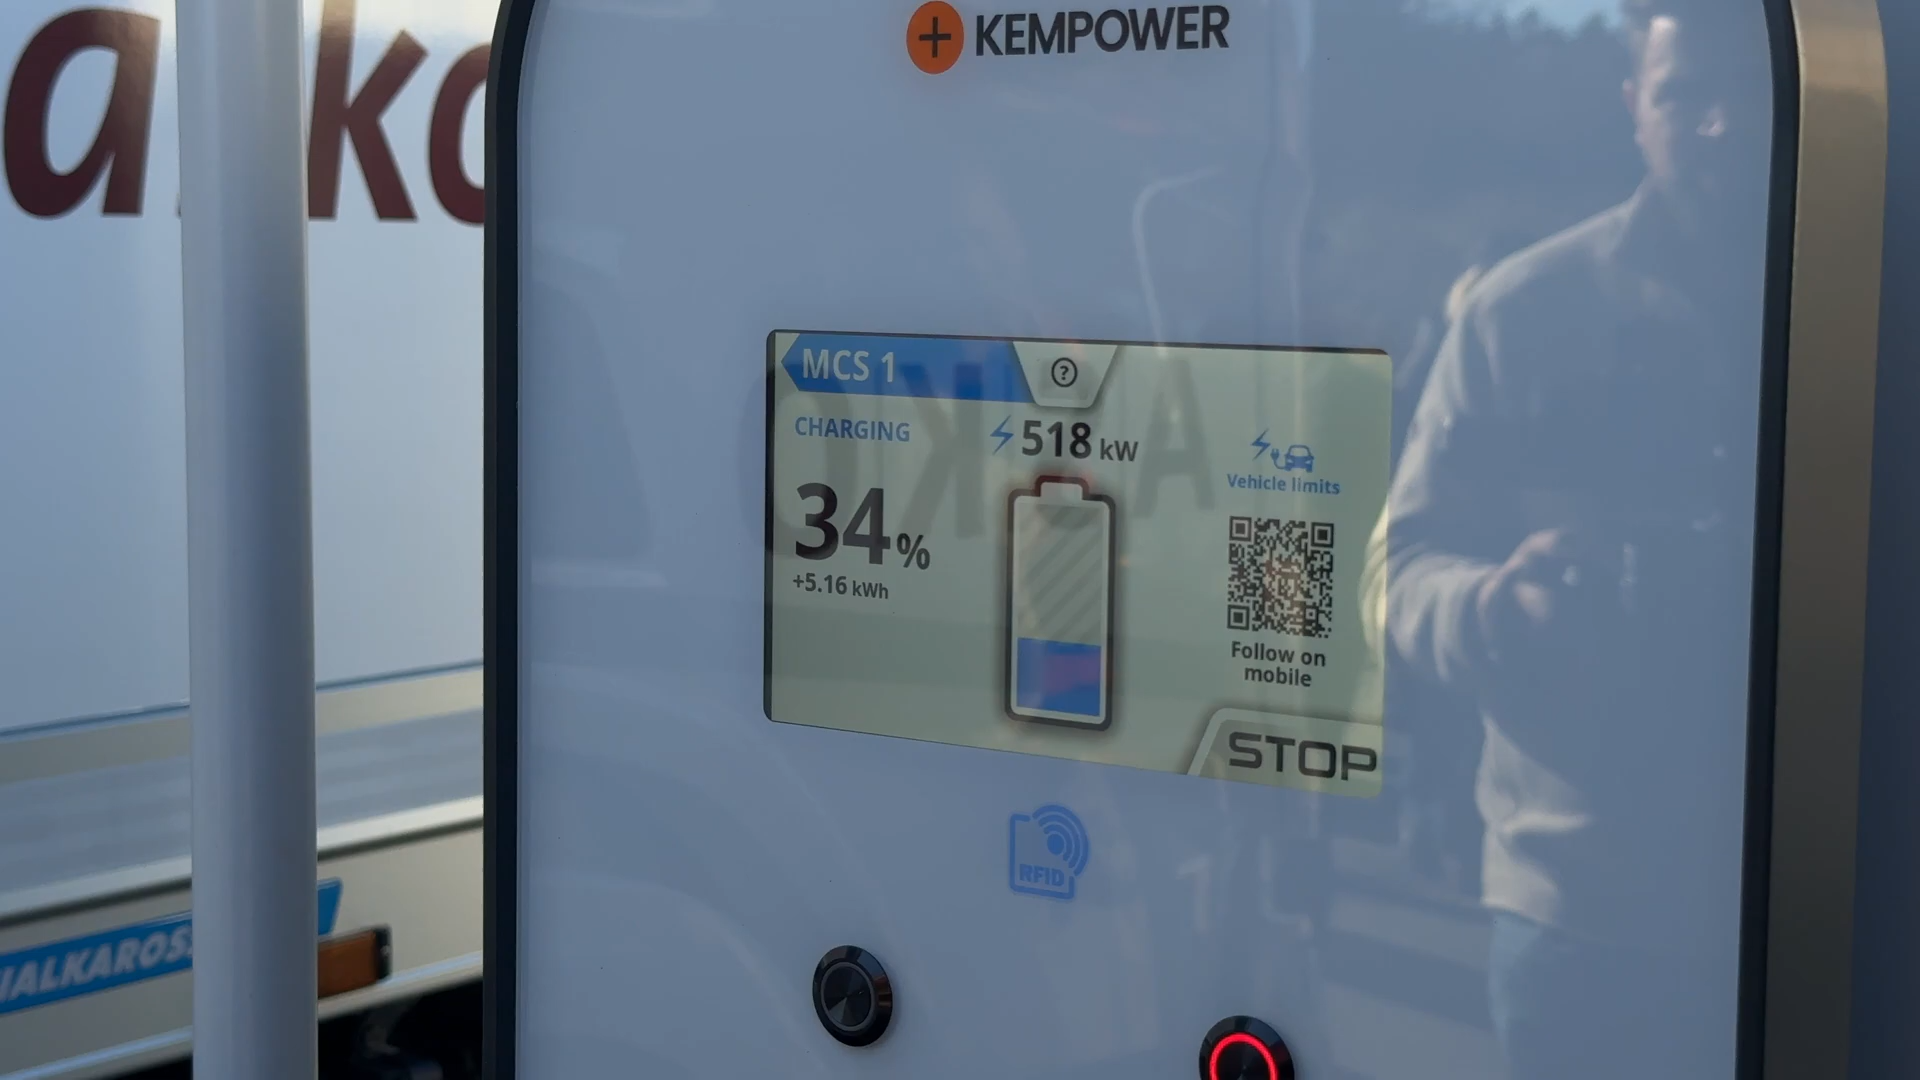 KEMPOWER
MCS 1
?
CHARGING
518 kW
34%
+5.16 kWh
Vehicle limits
Follow on
mobile
STOP
RFID